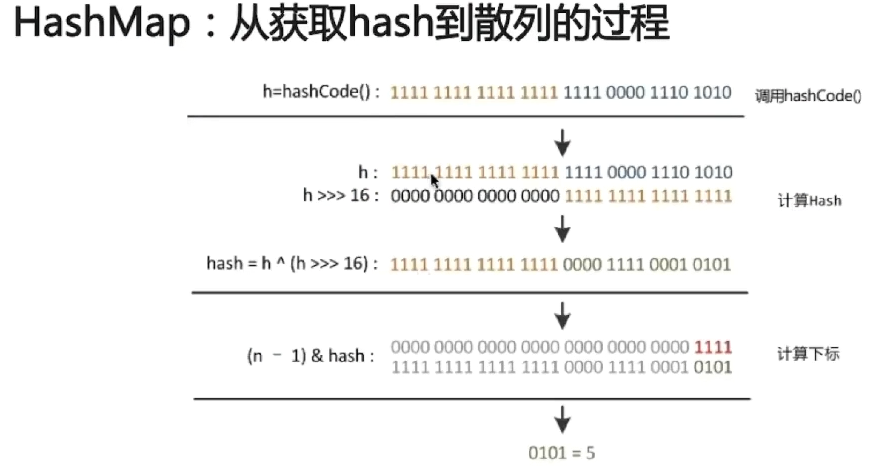 HashMap：从获取hash到散列的过程
h=hashCode() : 1111 1111 1111 1111 1111 0000 1110 1010 调用hashCode()
h : 1111 1111 1111 1111 1111 0000 1110 1010
h >>> 16 : 0000 0000 0000 0000 1111 1111 1111 1111 计算Hash
hash = h ^ (h >>> 16) : 1111 1111 1111 1111 0000 1111 0001 0101
(n － 1) & hash : 0000 0000 0000 0000 0000 0000 0000 1111 计算下标
1111 1111 1111 1111 0000 1111 0001 0101
0101 = 5